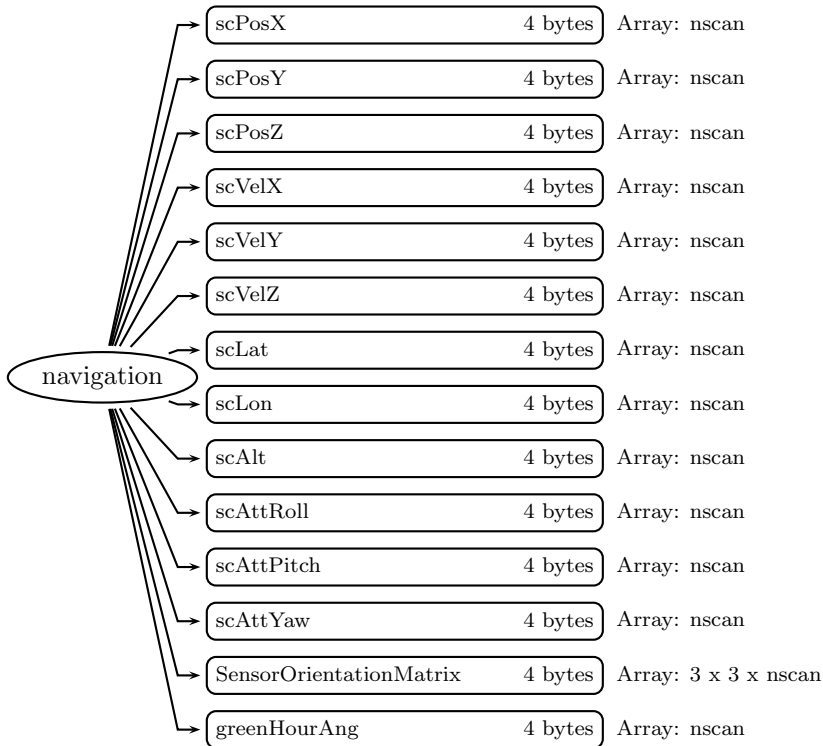 scPosX 4 bytes Array: nscan
scPosY 4 bytes Array: nscan
scPosZ 4 bytes Array: nscan
scVelX 4 bytes Array: nscan
scVelY 4 bytes Array: nscan
scVelZ 4 bytes Array: nscan
scLat 4 bytes Array: nscan
navigation
scLon 4 bytes Array: nscan
scAlt 4 bytes Array: nscan
scAttRoll 4 bytes Array: nscan
scAttPitch 4 bytes Array: nscan
scAttYaw 4 bytes Array: nscan
SensorOrientationMatrix 4 bytes Array: 3 x 3 x nscan
greenHourAng 4 bytes Array: nscan